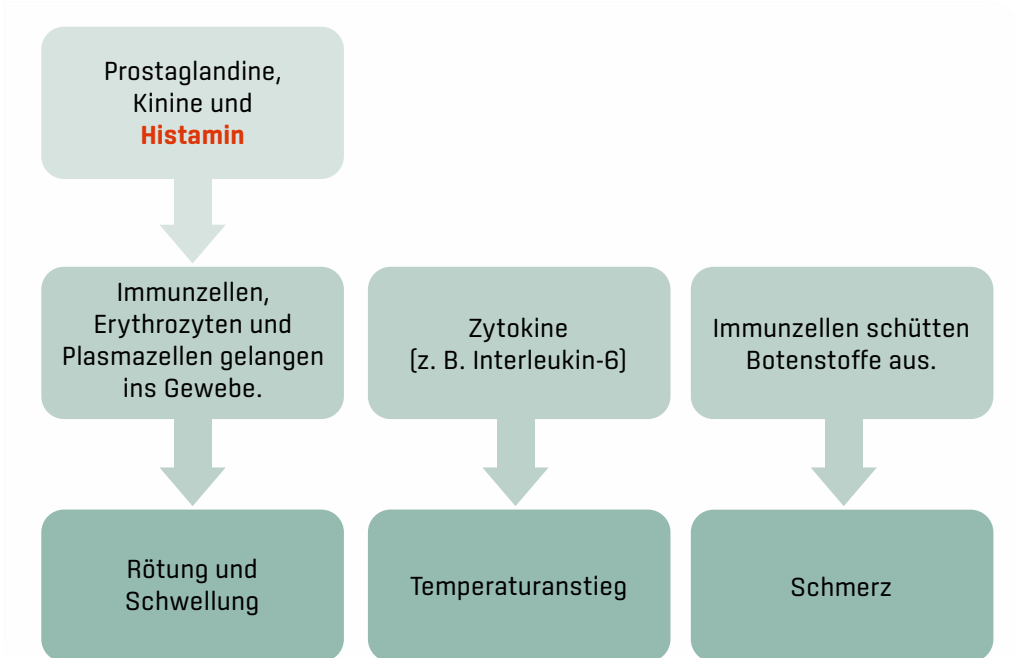 Prostaglandine,
Kinine und
Histamin
Immunzellen,
Erythrozyten und
Plasmazellen gelangen
ins Gewebe.
Zytokine
(z. B. Interleukin-6)
Immunzellen schütten
Botenstoffe aus.
Rötung und
Schwellung
Temperaturanstieg
Schmerz